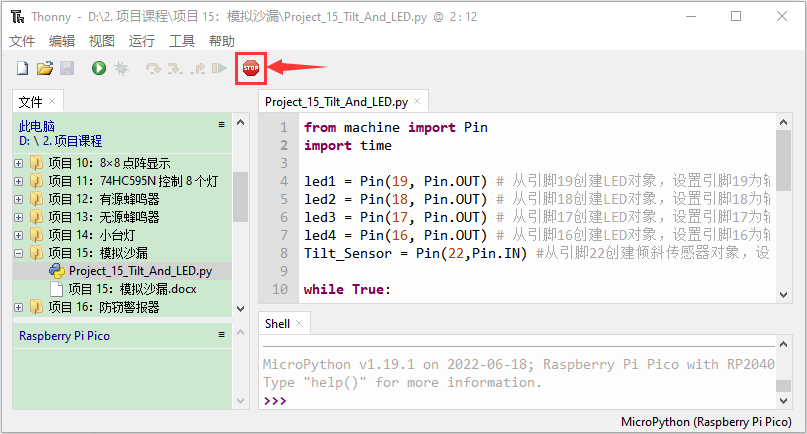 Thonny - D:\2.项目课程\项目 15：模拟沙漏\Project_15_Tilt_And_LED.py @ 2:12
文件 编辑 视图 运行 工具 帮助
STOP
文件
此电脑
D: \ 2.项目课程
项目 10：8×8 点阵显示
项目 11：74HC595N 控制 8 个灯
项目 12：有源蜂鸣器
项目 13：无源蜂鸣器
项目 14：小台灯
项目 15：模拟沙漏
Project_15_Tilt_And_LED.py
项目 15：模拟沙漏.docx
项目 16：防窃警报器
Raspberry Pi Pico
Project_15_Tilt_And_LED.py
1 from machine import Pin
2 import time
3
4 led1 = Pin(19, Pin.OUT) # 从引脚19创建LED对象，设置引脚19为输
5 led2 = Pin(18, Pin.OUT) # 从引脚18创建LED对象，设置引脚18为输
6 led3 = Pin(17, Pin.OUT) # 从引脚17创建LED对象，设置引脚17为输
7 led4 = Pin(16, Pin.OUT) # 从引脚16创建LED对象，设置引脚16为输
8 Tilt_Sensor = Pin(22,Pin.IN) #从引脚22创建倾斜传感器对象，设
9
10 while True:
Shell
MicroPython v1.19.1 on 2022-06-18; Raspberry Pi Pico with RP2040
Type "help()" for more information.
>>>
MicroPython (Raspberry Pi Pico)